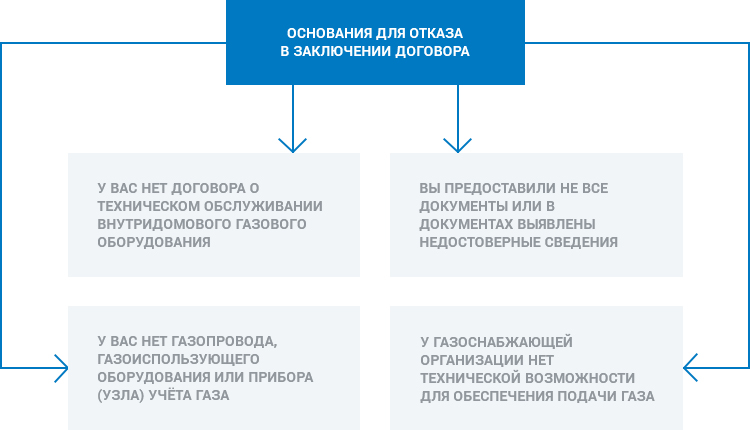 ОСНОВАНИЯ ДЛЯ ОТКАЗА
В ЗАКЛЮЧЕНИИ ДОГОВОРА
У ВАС НЕТ ДОГОВОРА О
ТЕХНИЧЕСКОМ ОБСЛУЖИВАНИИ
ВНУТРИДОМОВОГО ГАЗОВОГО
ОБОРУДОВАНИЯ
ВЫ ПРЕДОСТАВИЛИ НЕ ВСЕ
ДОКУМЕНТЫ ИЛИ В
ДОКУМЕНТАХ ВЫЯВЛЕНЫ
НЕДОСТОВЕРНЫЕ СВЕДЕНИЯ
У ВАС НЕТ ГАЗОПРОВОДА,
ГАЗОИСПОЛЬЗУЮЩЕГО
ОБОРУДОВАНИЯ ИЛИ ПРИБОРА
(УЗЛА) УЧЁТА ГАЗА
У ГАЗОСНАБЖАЮЩЕЙ
ОРГАНИЗАЦИИ НЕТ
ТЕХНИЧЕСКОЙ ВОЗМОЖНОСТИ
ДЛЯ ОБЕСПЕЧЕНИЯ ПОДАЧИ ГАЗА